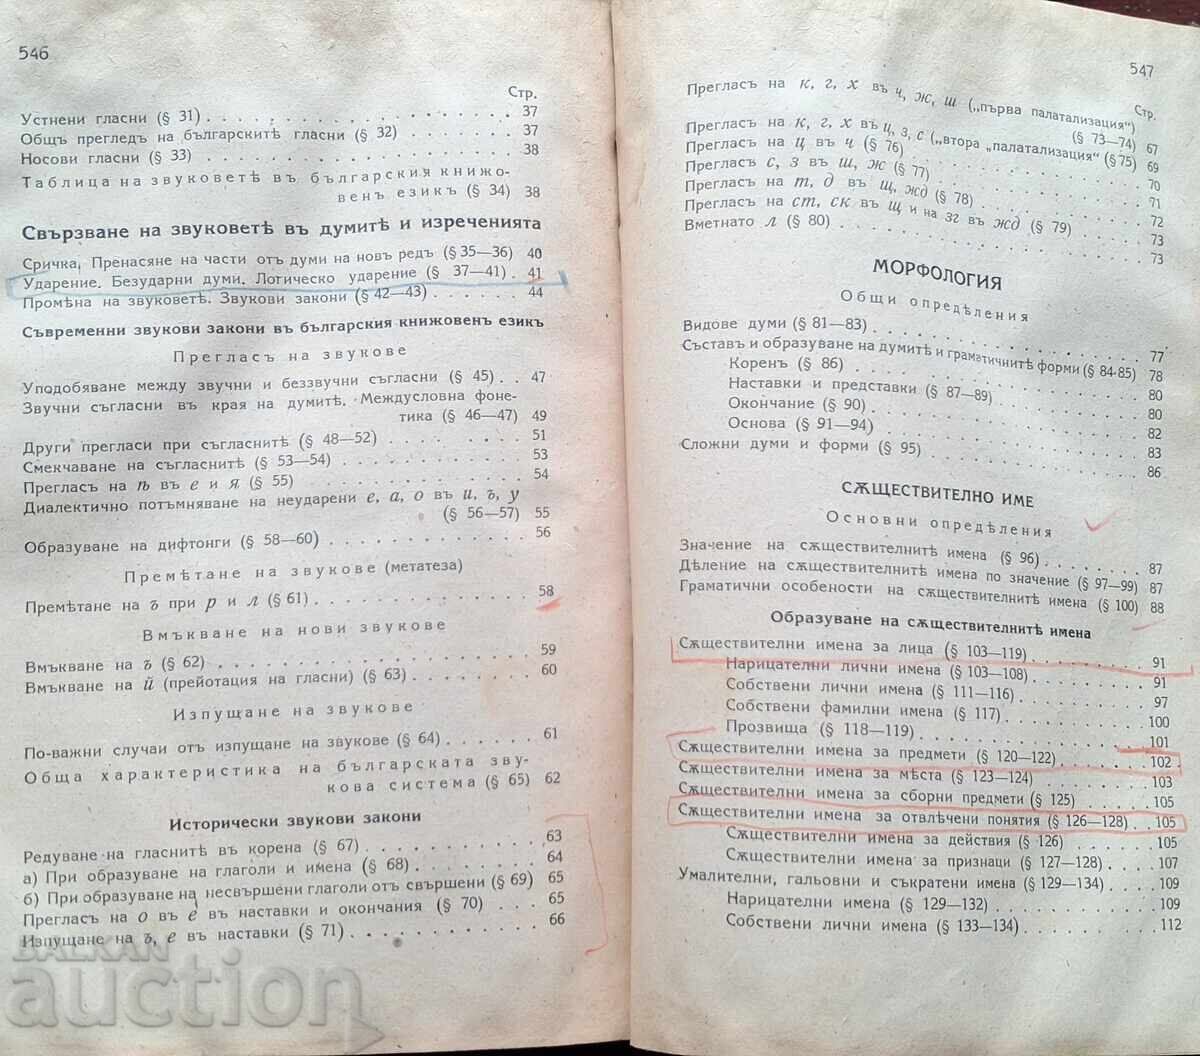 546
Стр.
Устнени гласни (§ 31) . . . . . . . . . . . . 37
Общъ прегледъ на българскитѣ гласни (§ 32) . . . . . 37
Носови гласни (§ 33) . . . . . . . . . . . . 38
Таблица на звуковетѣ въ българския книжо-
венъ езикъ (§ 34) 38
Свързване на звуковетѣ въ думитѣ и изреченията
Сричка. Пренасяне на части отъ думи на новъ редъ (§ 35—36) 40
Ударение. Безударни думи. Логическо ударение (§ 37—41) . 41
Промѣна на звуковетѣ. Звукови закони (§ 42—43) . . . . . 44
Съвременни звукови закони въ българския книжовенъ езикъ
Прегласъ на звукове
Уподобяване между звучни и беззвучни съгласни (§ 45) . . 47
Звучни съгласни въ края на думитѣ. Междусловна фоне-
тика (§ 46—47) 49
Други прегласи при съгласнитѣ (§ 48—52) . . . . . . . 51
Смекчаване на съгласнитѣ (§ 53—54) . . . . . . . . . 53
Прегласъ на ѣ въ е и я (§ 55) . . . . . . . . . . . 54
Диалектично потъмняване на неударени е, а, о въ и, ъ, у
(§ 56—57) 55
Образуване на дифтонги (§ 58—60) . . . . . . . . . . 56
Премѣтане на звукове (метатеза)
Премѣтане на ъ при р и л (§ 61) . . . . . . . . . . . 58
Вмъкване на нови звукове
Вмъкване на ъ (§ 62) . . . . . . . . . . . . . . . 59
Вмъкване на й (прейотация на гласни) (§ 63) . . . . . . 60
Изпущане на звукове
По-важни случаи отъ изпущане на звукове (§ 64) . . . . . 61
Обща характеристика на българската зву-
кова система (§ 65) 62
Исторически звукови закони
Редуване на гласнитѣ въ корена (§ 67) . . . . . . . . . 63
а) При образуване на глаголи и имена (§ 68) . . . . . . 64
б) При образуване на несвършени глаголи отъ свършени (§ 69) 65
Прегласъ на о въ е въ наставки и окончания (§ 70) . . . 65
Изпущане на ъ, е въ наставки (§ 71) . . . . . . . . . 66
547
Стр.
Прегласъ на к, г, х въ ч, ж, ш („първа палатализация“)
(§ 73—74) 67
Прегласъ на к, г, х въ ц, з, с („втора „палатализация“ (§ 75) 69
Прегласъ на ц въ ч (§ 76) . . . . . . . . . . . 70
Прегласъ с, з въ ш, ж (§ 77) . . . . . . . . . . 71
Прегласъ на т, д въ щ, жд (§ 78) . . . . . . . . 72
Прегласъ на ст, ск въ щ и на зг въ жд (§ 79) . . . . 73
Вметнато л (§ 80) . . . . . . . . . . . . . . 73
МОРФОЛОГИЯ
Общи опредѣления
Видове думи (§ 81—83) . . . . . . . . . . . . . 77
Съставъ и образуване на думитѣ и граматичнитѣ форми (§ 84-85) 78
Коренъ (§ 86) . . . . . . . . . . . . . . . 80
Наставки и представки (§ 87—89) . . . . . . . . 80
Окончание (§ 90) . . . . . . . . . . . . . . 82
Основа (§ 91—94) . . . . . . . . . . . . . . 83
Сложни думи и форми (§ 95) . . . . . . . . . . . 86
СѪЩЕСТВИТЕЛНО ИМЕ
Основни опредѣления
Значение на сѫществителнитѣ имена (§ 96) . . . . . . . 87
Дѣление на сѫществителнитѣ имена по значение (§ 97—99) 87
Граматични особености на сѫществителнитѣ имена (§ 100) 88
Образуване на сѫществителнитѣ имена
Сѫществителни имена за лица (§ 103—119) . . . . . . . 91
Нарицателни лични имена (§ 103—108) . . . . . . . 91
Собствени лични имена (§ 111—116) . . . . . . . . 97
Собствени фамилни имена (§ 117) . . . . . . . . . 100
Прозвища (§ 118—119) . . . . . . . . . . . . . 101
Сѫществителни имена за предмети (§ 120—122) . . . . . 102
Сѫществителни имена за мѣста (§ 123—124) . . . . . . 103
Сѫществителни имена за сборни предмети (§ 125) . . . . 105
Сѫществителни имена за отвлѣчени понятия (§ 126—128) . 105
Сѫществителни имена за действия (§ 126) . . . . . . 105
Сѫществителни имена за признаци (§ 127—128) . . . . 107
Умалителни, гальовни и съкратени имена (§ 129—134) . . . 109
Нарицателни имена (§ 129—132) . . . . . . . . . . 109
Собствени лични имена (§ 133—134) . . . . . . . . 112
BALKAN
auction